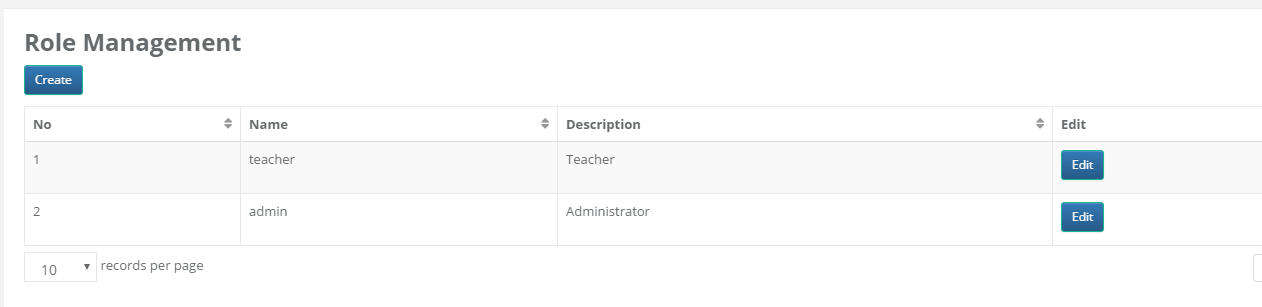 Role Management
Create
No Name Description Edit
1 teacher Teacher Edit
2 admin Administrator Edit
10 records per page